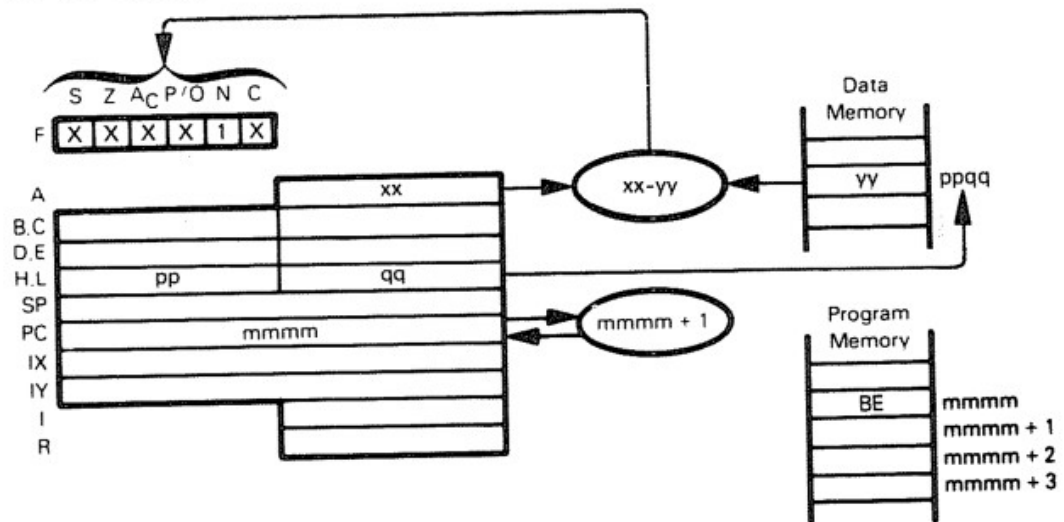 S Z AC P/O N C
F X X X X 1 X
Data
Memory
A xx
xx-yy
yy ppqq
B.C
D.E
H.L pp qq
SP
PC mmmm
mmmm + 1
IX
IY
I
R
Program
Memory
BE mmmm
mmmm + 1
mmmm + 2
mmmm + 3